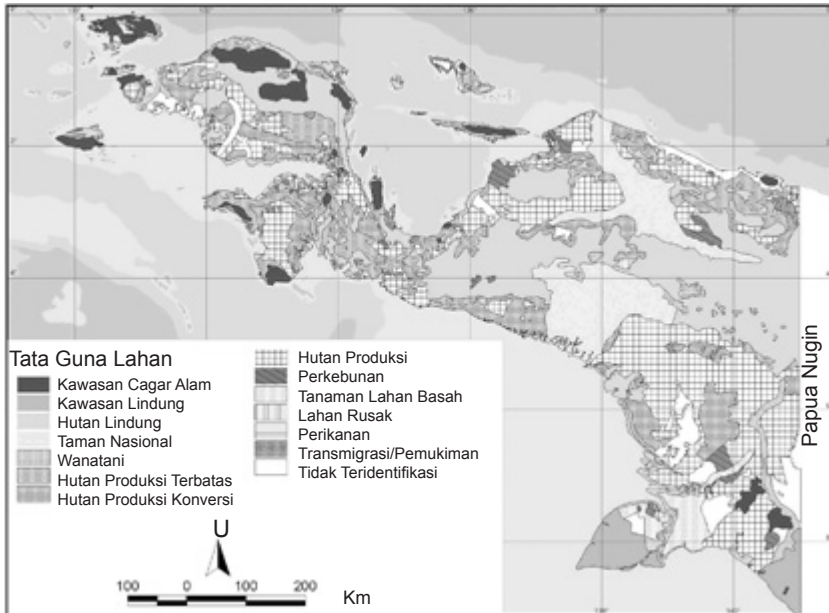 Papua Nugin
Tata Guna Lahan
Kawasan Cagar Alam
Kawasan Lindung
Hutan Lindung
Taman Nasional
Wanatani
Hutan Produksi Terbatas
Hutan Produksi Konversi
Hutan Produksi
Perkebunan
Tanaman Lahan Basah
Lahan Rusak
Perikanan
Transmigrasi/Pemukiman
Tidak Teridentifikasi
U
100 0 100 200
Km